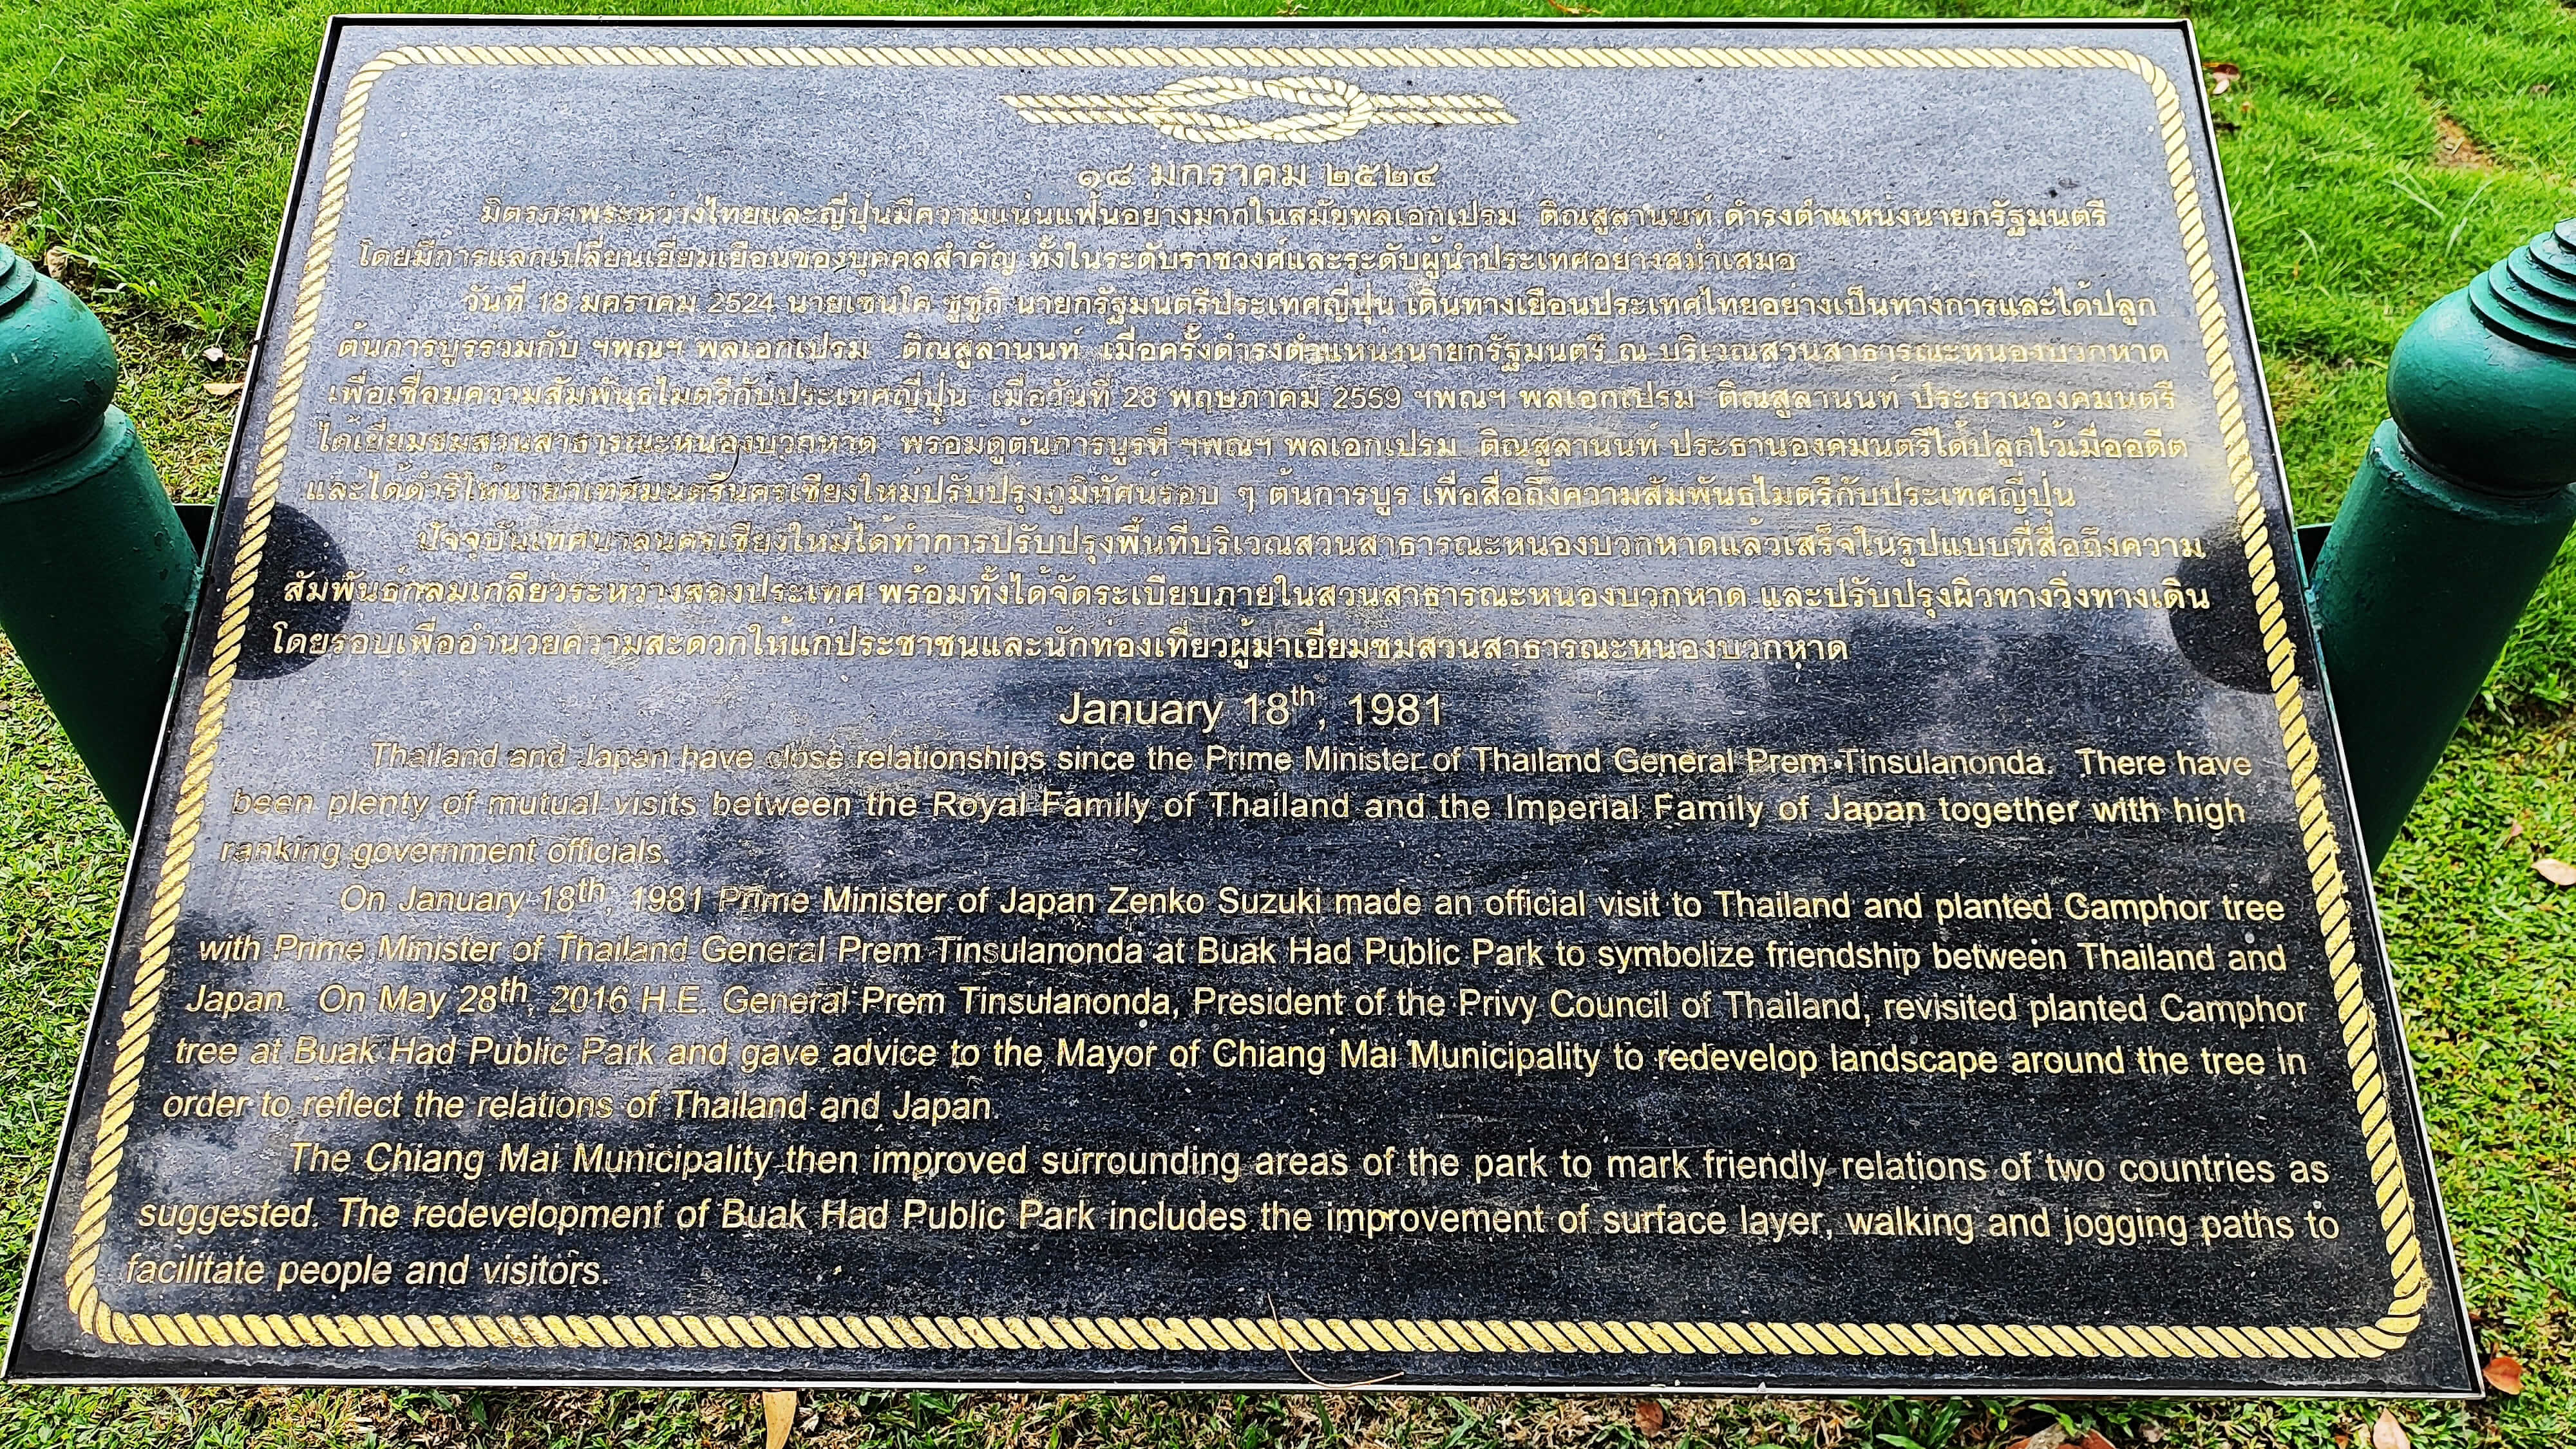 ๑๘ มกราคม ๒๕๒๔
มิตรภาพระหว่างไทยและญี่ปุ่นมีความแน่นแฟ้นอย่างมากในสมัยพลเอกเปรม ติณสูลานนท์ ดำรงตำแหน่งนายกรัฐมนตรี
โดยมีการแลกเปลี่ยนเยี่ยมเยือนของบุคคลสำคัญ ทั้งในระดับราชวงศ์และระดับผู้นำประเทศอย่างสม่ำเสมอ
วันที่ 18 มกราคม 2524 นายเซนโค ซูซูกิ นายกรัฐมนตรีประเทศญี่ปุ่น เดินทางเยือนประเทศไทยอย่างเป็นทางการและได้ปลูก
ต้นการบูรร่วมกับ ฯพณฯ พลเอกเปรม ติณสูลานนท์ เมื่อครั้งดำรงตำแหน่งนายกรัฐมนตรี ณ บริเวณสวนสาธารณะหนองบวกหาด
เพื่อเชื่อมความสัมพันธไมตรีกับประเทศญี่ปุ่น เมื่อวันที่ 28 พฤษภาคม 2559 ฯพณฯ พลเอกเปรม ติณสูลานนท์ ประธานองคมนตรี
ได้เยี่ยมชมสวนสาธารณะหนองบวกหาด พร้อมดูต้นการบูรที่ ฯพณฯ พลเอกเปรม ติณสูลานนท์ ประธานองคมนตรีได้ปลูกไว้เมื่ออดีต
และได้ดำริให้นายกเทศมนตรีนครเชียงใหม่ปรับปรุงภูมิทัศน์รอบ ๆ ต้นการบูร เพื่อสื่อถึงความสัมพันธไมตรีกับประเทศญี่ปุ่น
ปัจจุบันเทศบาลนครเชียงใหม่ได้ทำการปรับปรุงพื้นที่บริเวณสวนสาธารณะหนองบวกหาดแล้วเสร็จในรูปแบบที่สื่อถึงความ
สัมพันธ์กลมเกลียวระหว่างสองประเทศ พร้อมทั้งได้จัดระเบียบภายในสวนสาธารณะหนองบวกหาด และปรับปรุงผิวทางวิ่งทางเดิน
โดยรอบเพื่ออำนวยความสะดวกให้แก่ประชาชนและนักท่องเที่ยวผู้มาเยี่ยมชมสวนสาธารณะหนองบวกหาด
January 18th, 1981
Thailand and Japan have close relationships since the Prime Minister of Thailand General Prem Tinsulanonda. There have
been plenty of mutual visits between the Royal Family of Thailand and the Imperial Family of Japan together with high
ranking government officials.
On January 18th, 1981 Prime Minister of Japan Zenko Suzuki made an official visit to Thailand and planted Camphor tree
with Prime Minister of Thailand General Prem Tinsulanonda at Buak Had Public Park to symbolize friendship between Thailand and
Japan. On May 28th, 2016 H.E. General Prem Tinsulanonda, President of the Privy Council of Thailand, revisited planted Camphor
tree at Buak Had Public Park and gave advice to the Mayor of Chiang Mai Municipality to redevelop landscape around the tree in
order to reflect the relations of Thailand and Japan.
The Chiang Mai Municipality then improved surrounding areas of the park to mark friendly relations of two countries as
suggested. The redevelopment of Buak Had Public Park includes the improvement of surface layer, walking and jogging paths to
facilitate people and visitors.